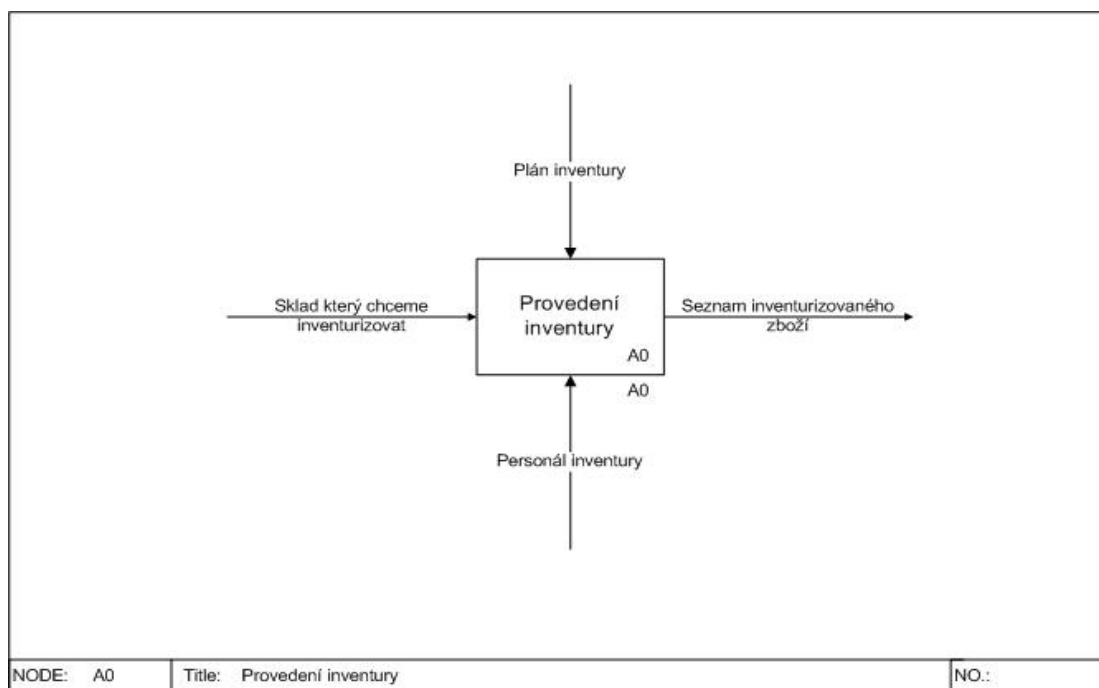 Plán inventury
Sklad který chceme
inventurizovat
Provedení
inventury
A0
Seznam inventurizovaného
zboží
A0
Personál inventury
NODE: A0 Title: Provedení inventury NO.: